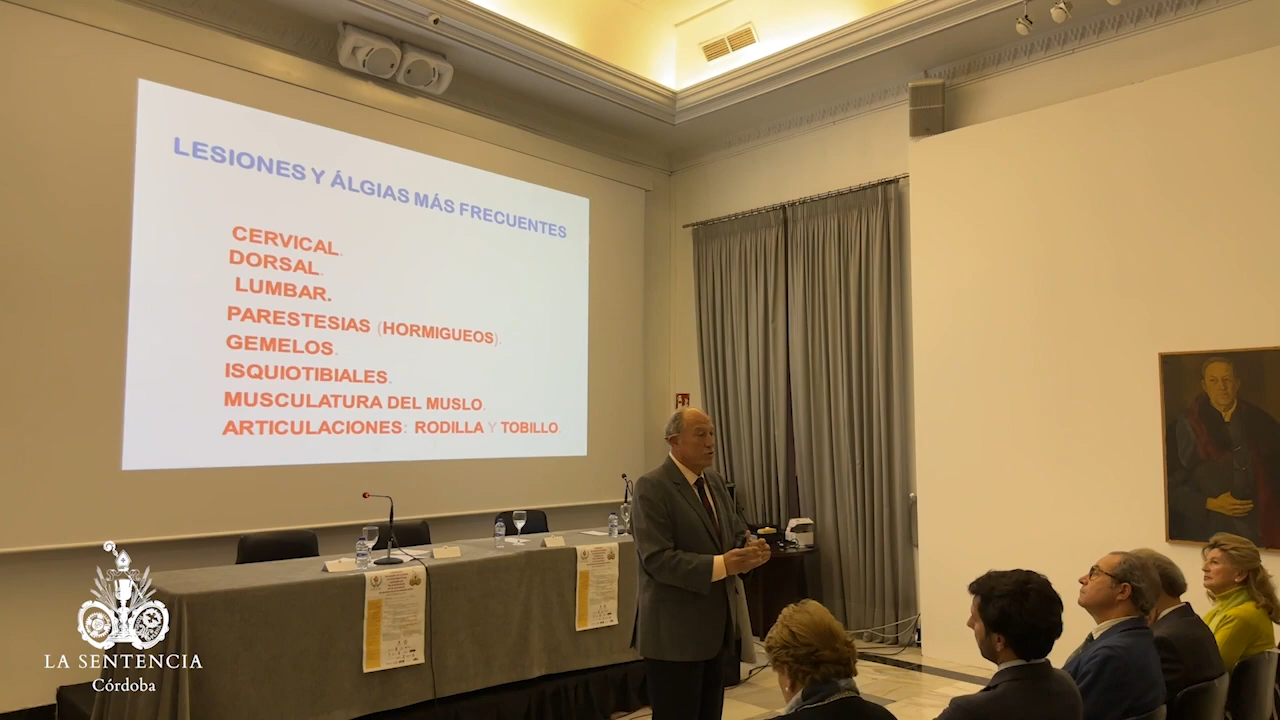 LESIONES Y ÁLGIAS MÁS FRECUENTES
CERVICAL.
DORSAL.
LUMBAR.
PARESTESIAS (HORMIGUEOS).
GEMELOS.
ISQUIOTIBIALES.
MUSCULATURA DEL MUSLO.
ARTICULACIONES: RODILLA Y TOBILLO.
LA SENTENCIA
Córdoba